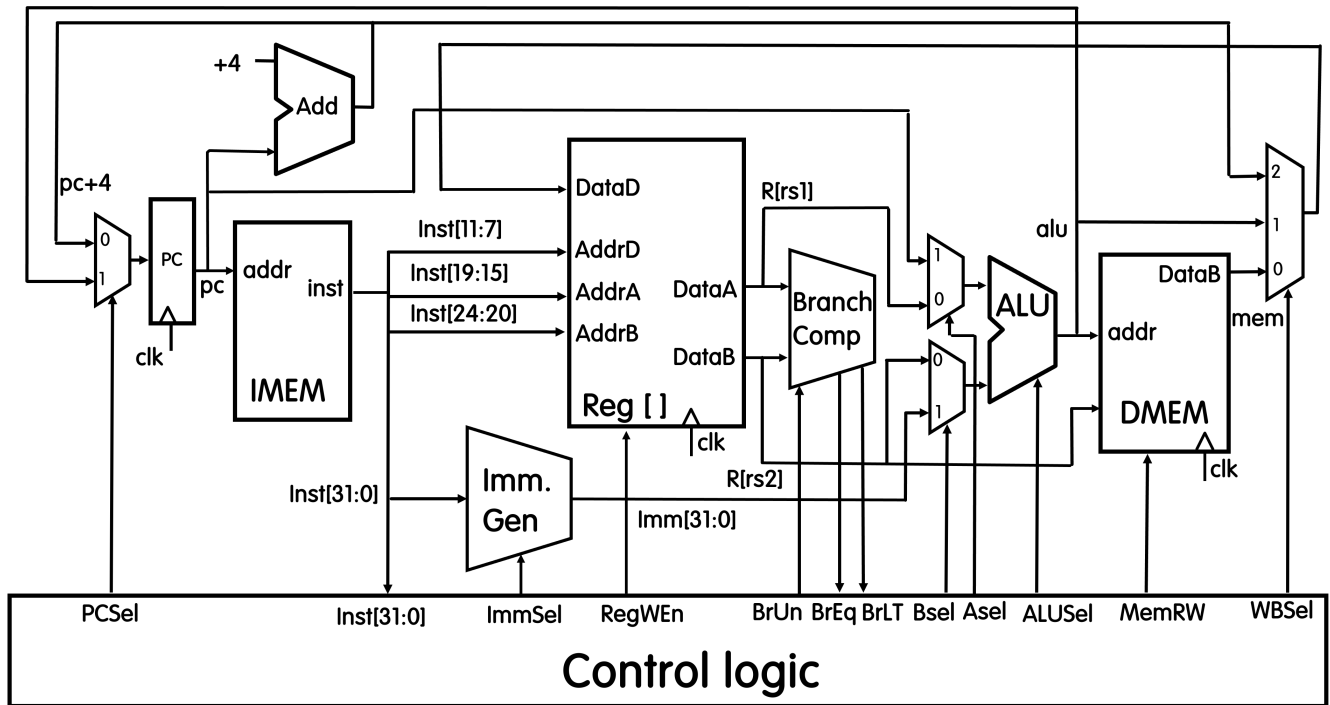 +4
Add
pc+4
0
1
PC
clk
pc
addr
inst
IMEM
Inst[11:7]
Inst[19:15]
Inst[24:20]
DataD
AddrD
AddrA
AddrB
DataA
DataB
Reg [ ]
clk
R[rs1]
Branch
Comp
R[rs2]
1
0
0
1
ALU
alu
addr
DataB
DMEM
clk
mem
2
1
0
Inst[31:0]
Imm.
Gen
Imm[31:0]
PCSel
Inst[31:0]
ImmSel
RegWEn
BrUn
BrEq
BrLT
Bsel
Asel
ALUSel
MemRW
WBSel
Control logic